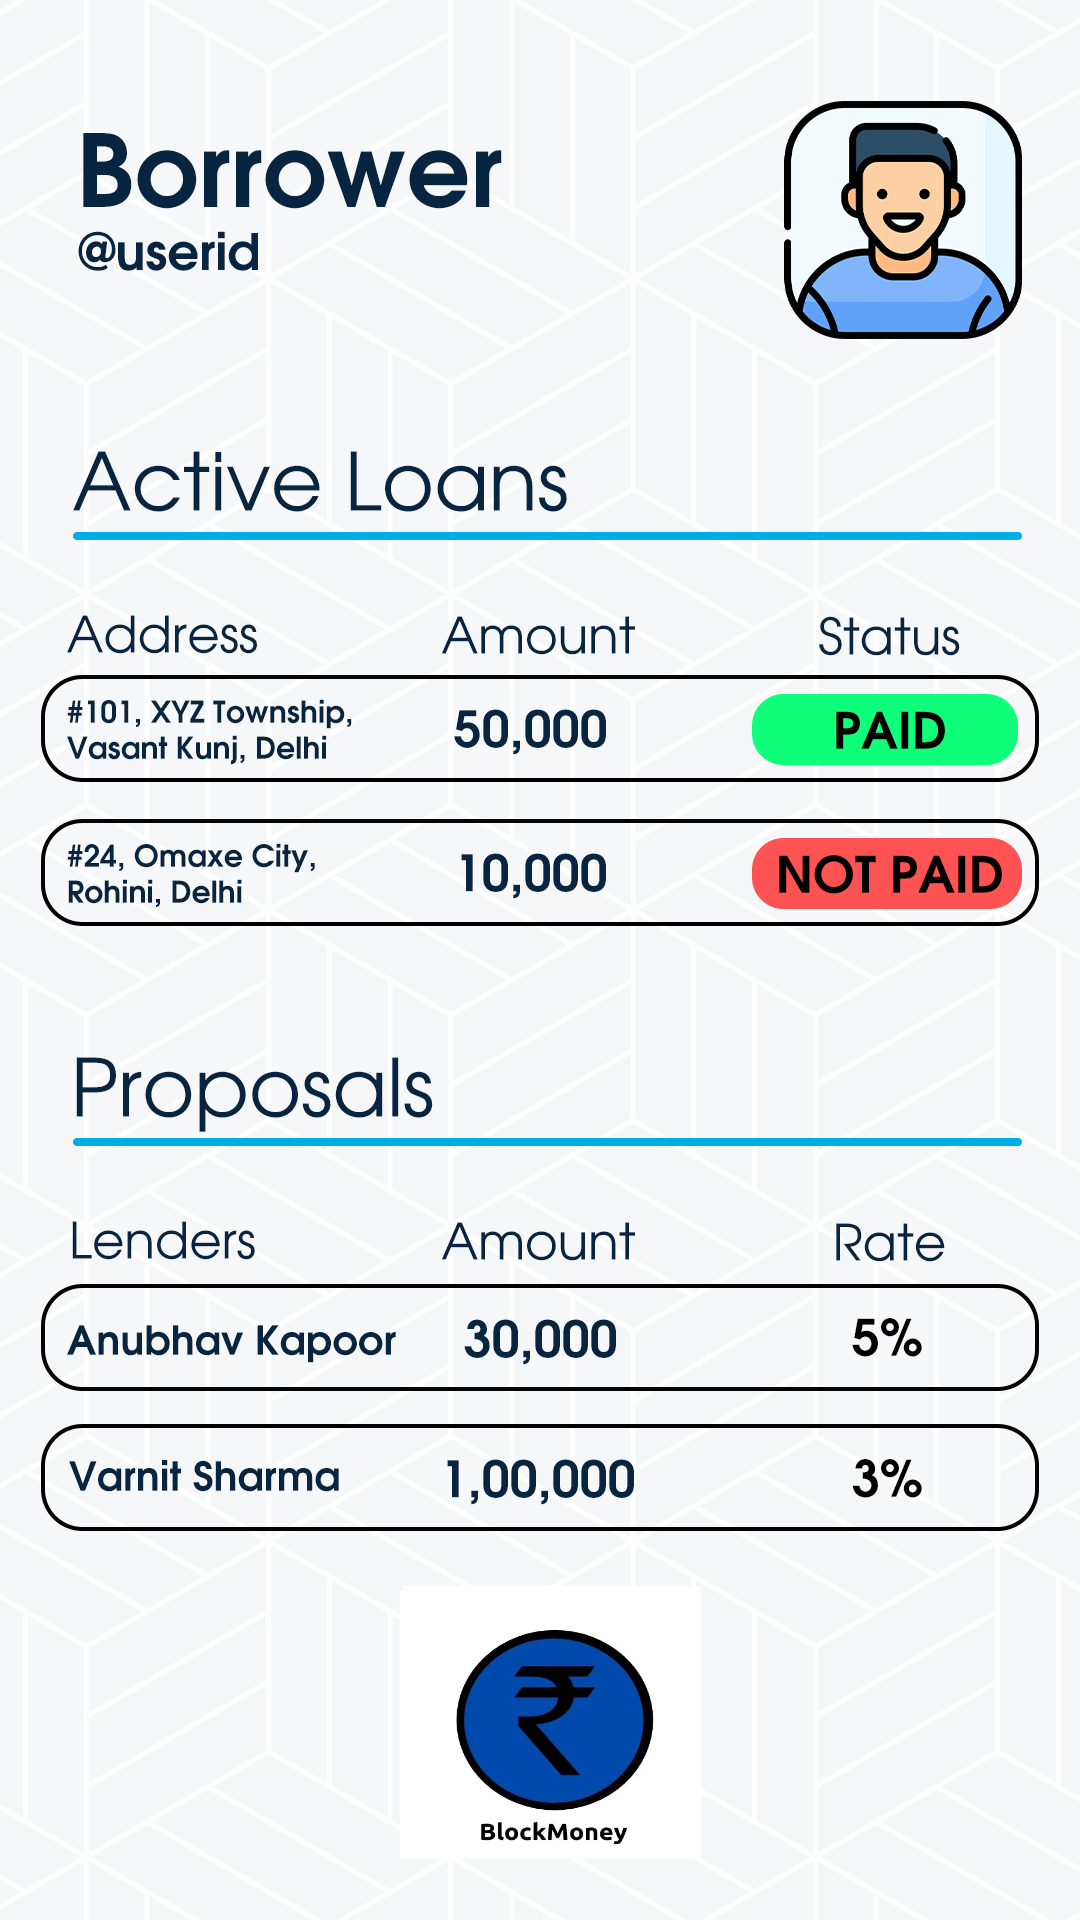 Borrower
@userid
Active Loans
Address Amount Status
#101, XYZ Township,
Vasant Kunj, Delhi
50,000
PAID
#24, Omaxe City,
Rohini, Delhi
10,000
NOT PAID
Proposals
Lenders Amount Rate
Anubhav Kapoor 30,000 5%
Varnit Sharma 1,00,000 3%
₹
BlockMoney